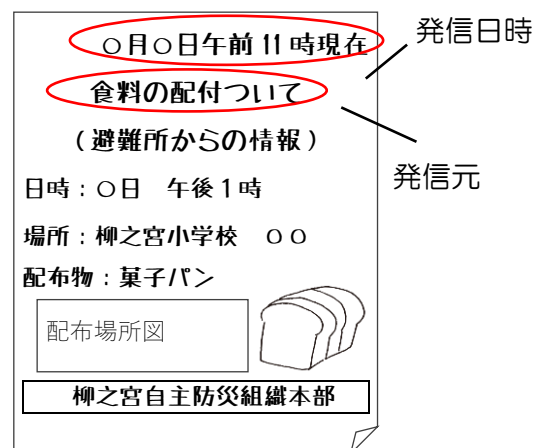 ○月○日午前11時現在
発信日時
食料の配付ついて
(避難所からの情報)
発信元
日時:○日 午後1時
場所:柳之宮小学校 ○○
配布物:菓子パン
配布場所図
柳之宮自主防災組織本部